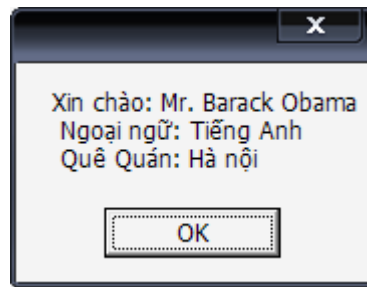 x
Xin chào: Mr. Barack Obama
Ngoại ngữ: Tiếng Anh
Quê Quán: Hà nội
OK